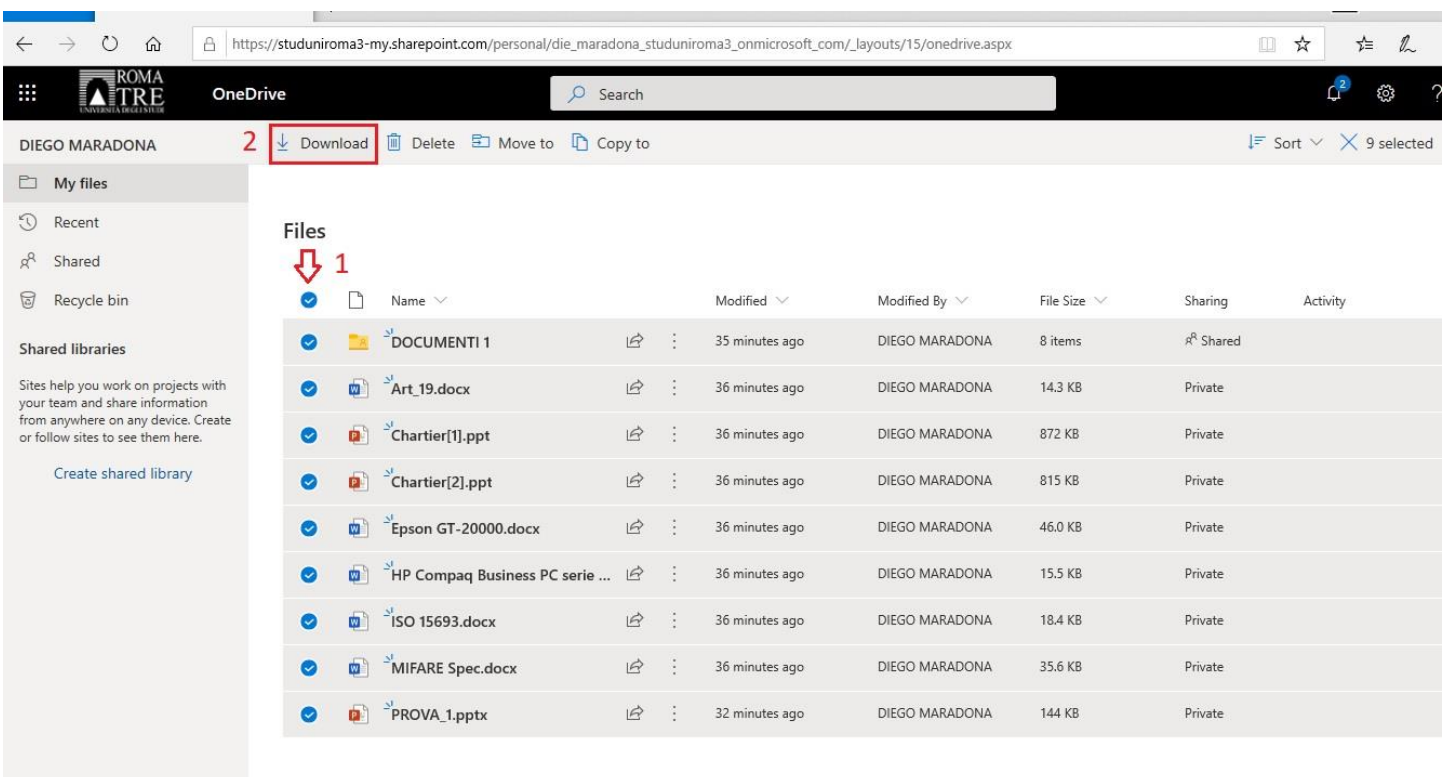 https://studuniroma3-my.sharepoint.com/personal/die_maradona_studuniroma3_onmicrosoft_com/_layouts/15/onedrive.aspx
ROMA TRE
UNIVERSITÀ DEGLI STUDI
OneDrive
Search
2
?
DIEGO MARADONA
2 Download Delete Move to Copy to Sort 9 selected
My files
Recent
Shared
Recycle bin
Shared libraries
Sites help you work on projects with
your team and share information
from anywhere on any device. Create
or follow sites to see them here.
Create shared library
Files
1
Name Modified Modified By File Size Sharing Activity
DOCUMENTI 1 35 minutes ago DIEGO MARADONA 8 items Shared
Art_19.docx 36 minutes ago DIEGO MARADONA 14.3 KB Private
Chartier[1].ppt 36 minutes ago DIEGO MARADONA 872 KB Private
Chartier[2].ppt 36 minutes ago DIEGO MARADONA 815 KB Private
Epson GT-20000.docx 36 minutes ago DIEGO MARADONA 46.0 KB Private
HP Compaq Business PC serie ... 36 minutes ago DIEGO MARADONA 15.5 KB Private
ISO 15693.docx 36 minutes ago DIEGO MARADONA 18.4 KB Private
MIFARE Spec.docx 36 minutes ago DIEGO MARADONA 35.6 KB Private
PROVA_1.pptx 32 minutes ago DIEGO MARADONA 144 KB Private